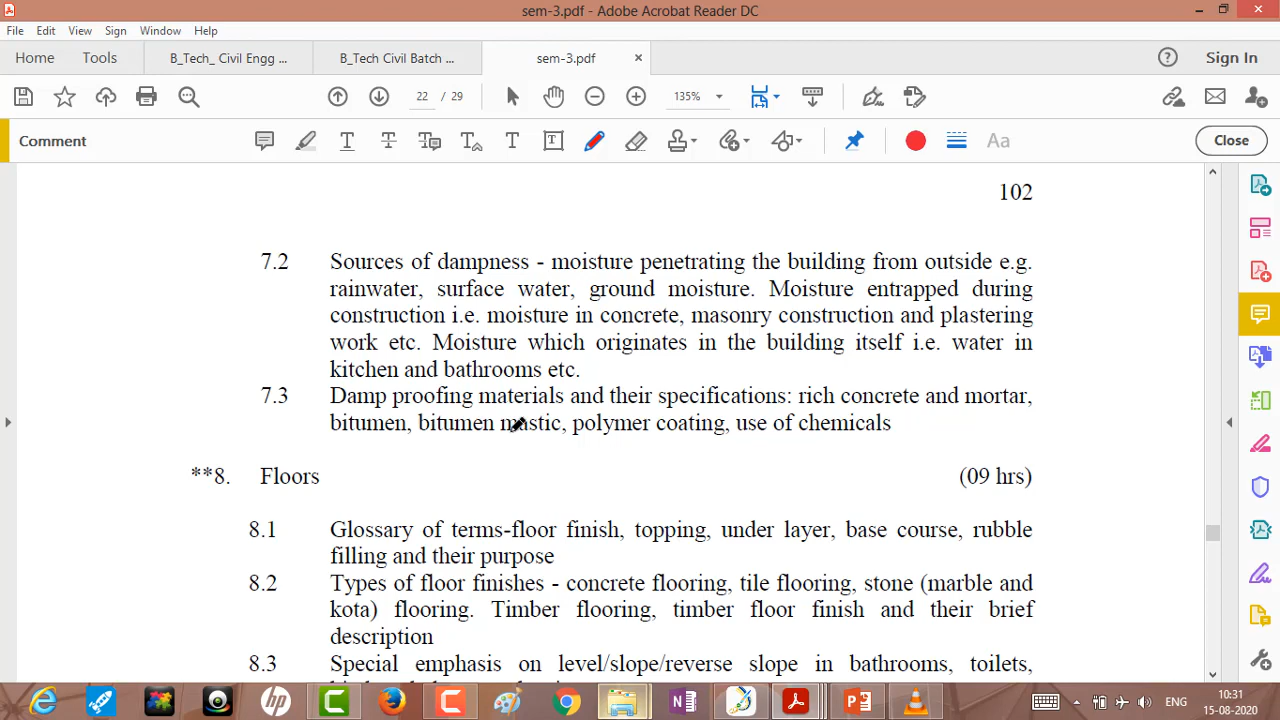 sem-3.pdf - Adobe Acrobat Reader DC
File Edit View Sign Window Help
Home Tools B_Tech_ Civil Engg ... B_Tech Civil Batch ... sem-3.pdf × Sign In
22 / 29 135%
Comment Close
102
7.2 Sources of dampness - moisture penetrating the building from outside e.g.
rainwater, surface water, ground moisture. Moisture entrapped during
construction i.e. moisture in concrete, masonry construction and plastering
work etc. Moisture which originates in the building itself i.e. water in
kitchen and bathrooms etc.
7.3 Damp proofing materials and their specifications: rich concrete and mortar,
bitumen, bitumen mastic, polymer coating, use of chemicals
**8. Floors (09 hrs)
8.1 Glossary of terms-floor finish, topping, under layer, base course, rubble
filling and their purpose
8.2 Types of floor finishes - concrete flooring, tile flooring, stone (marble and
kota) flooring. Timber flooring, timber floor finish and their brief
description
8.3 Special emphasis on level/slope/reverse slope in bathrooms, toilets,
ENG 10:31
15-08-2020